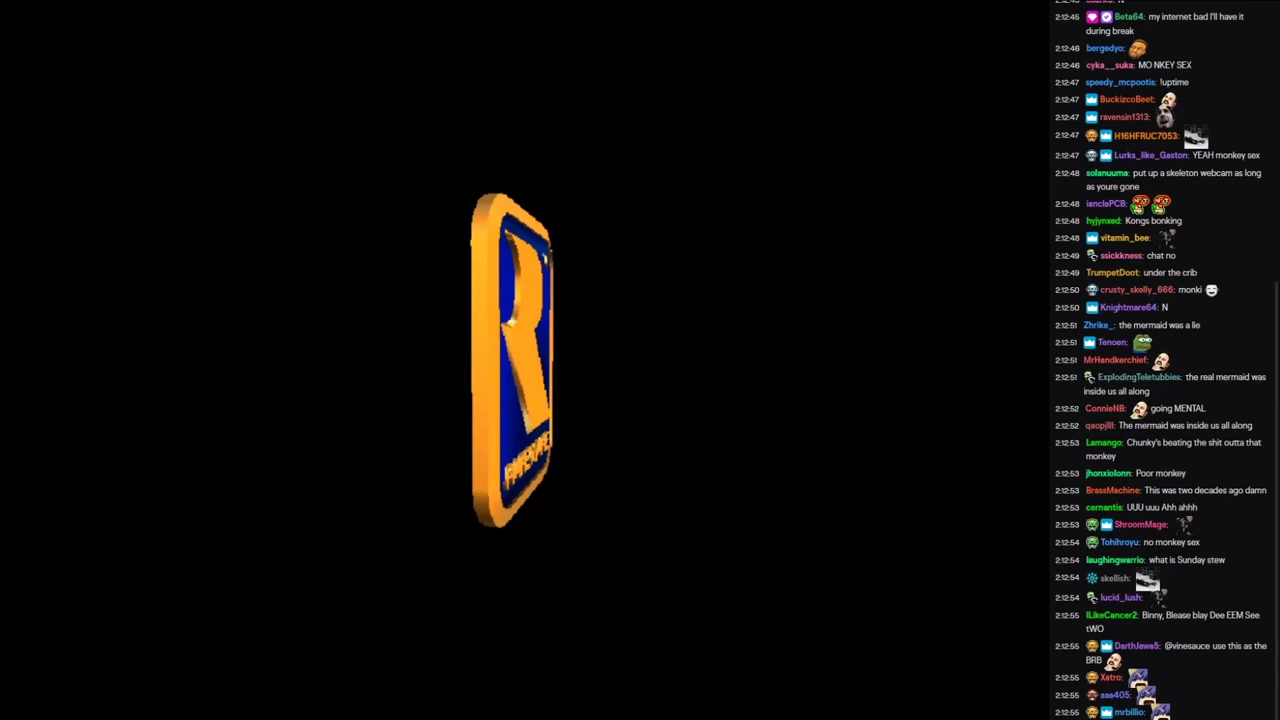 R
2:12:45 Beta64: my internet bad I'll have it
during break
2:12:46 bergedyo:
2:12:46 cyka__suka: MO NKEY SEX
2:12:47 speedy_mcpootis: !uptime
2:12:47 BuckizcoBeet:
2:12:47 ravensin1313:
2:12:47 H16HFRUC7053:
2:12:47 Lurks_like_Gaston: YEAH monkey sex
2:12:48 solanuuma: put up a skeleton webcam as long
as youre gone
2:12:48 ianclaPCB:
2:12:48 hyjynxed: Kongs bonking
2:12:48 vitamin_bee:
2:12:49 ssickkness: chat no
2:12:49 TrumpetDoot: under the crib
2:12:50 crusty_skelly_666: monki
2:12:50 Knightmare64: N
2:12:51 Zhrike_: the mermaid was a lie
2:12:51 Tenoen:
2:12:51 MrHandkerchief:
2:12:51 ExplodingTeletubbies: the real mermaid was
inside us all along
2:12:52 ConnieNB: going MENTAL
2:12:52 qaopjlll: The mermaid was inside us all along
2:12:53 Lamango: Chunky's beating the shit outta that
monkey
2:12:53 jhonxiolonn: Poor monkey
2:12:53 BrassMachine: This was two decades ago damn
2:12:53 cernantis: UUU uuu Ahh ahhh
2:12:53 ShroomMage:
2:12:54 Tohihroyu: no monkey sex
2:12:54 laughingwarrio: what is Sunday stew
2:12:54 skellish:
2:12:54 lucid_lush:
2:12:55 ILikeCancer2: Binny, Blease blay Dee EEM See
tWO
2:12:55 DarthJawa5: @vinesauce use this as the
BRB
2:12:55 Xatro:
2:12:55 aaa405:
2:12:55 mrbillio: